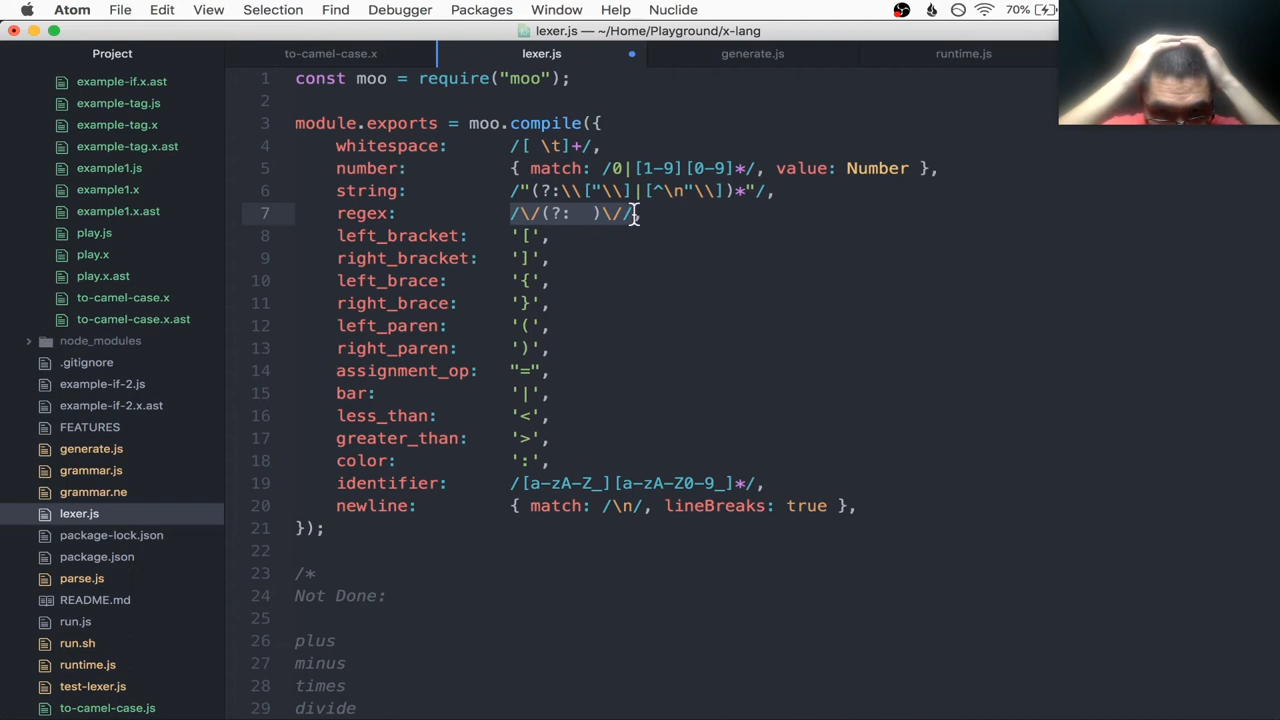 Atom File Edit View Selection Find Debugger Packages Window Help Nuclide 70%
lexer.js — ~/Home/Playground/x-lang
Project
to-camel-case.x
lexer.js
generate.js
runtime.js
example-if.x.ast
example-tag.js
example-tag.x
example-tag.x.ast
example1.js
example1.x
example1.x.ast
play.js
play.x
play.x.ast
to-camel-case.x
to-camel-case.x.ast
node_modules
.gitignore
example-if-2.js
example-if-2.x.ast
FEATURES
generate.js
grammar.js
grammar.ne
lexer.js
package-lock.json
package.json
parse.js
README.md
run.js
run.sh
runtime.js
test-lexer.js
to-camel-case.js
1 const moo = require("moo");
2
3 module.exports = moo.compile({
4 whitespace: /[ \t]+/,
5 number: { match: /0|[1-9][0-9]*/, value: Number },
6 string: /"(?:\\["\\]|[^\n"\\])*"/,
7 regex: /\/(?:  )\//,
8 left_bracket: '[',
9 right_bracket: ']',
10 left_brace: '{',
11 right_brace: '}',
12 left_paren: '(',
13 right_paren: ')',
14 assignment_op: "=",
15 bar: '|',
16 less_than: '<',
17 greater_than: '>',
18 color: ':',
19 identifier: /[a-zA-Z_][a-zA-Z0-9_]*/,
20 newline: { match: /\n/, lineBreaks: true },
21 });
22
23 /*
24 Not Done:
25
26 plus
27 minus
28 times
29 divide